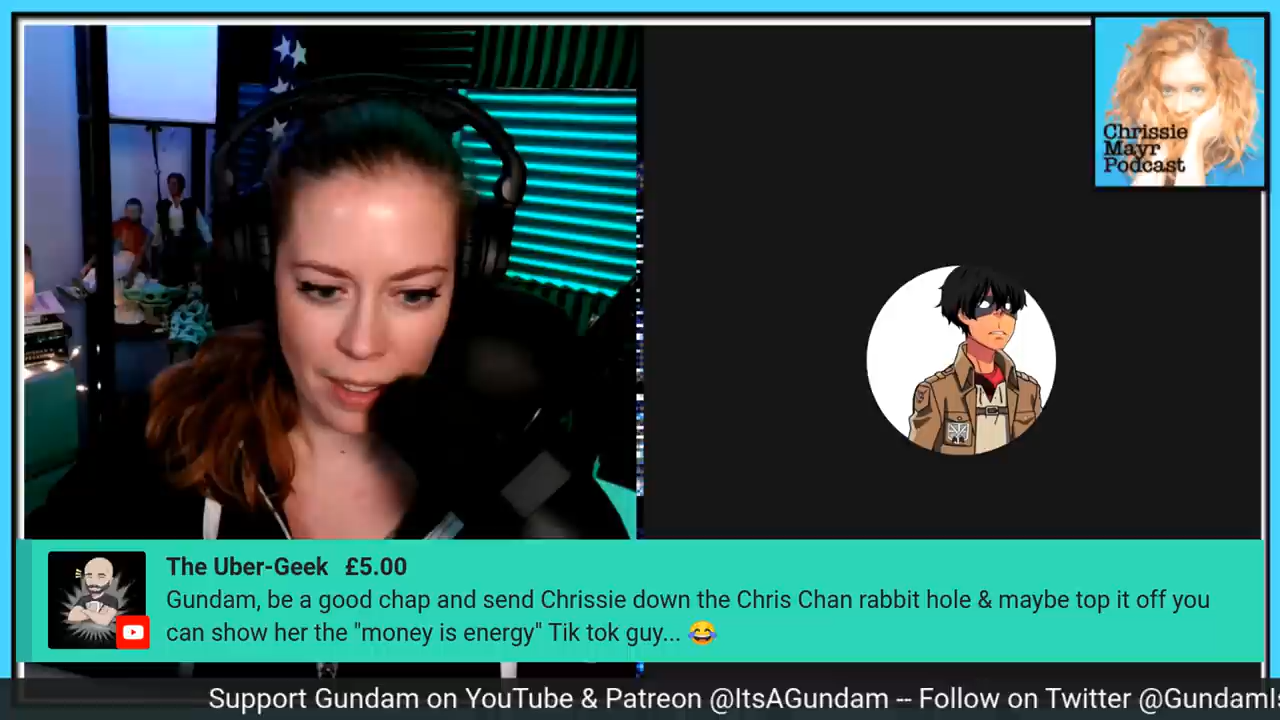 Chrissie
Mayr
Podcast
The Uber-Geek £5.00
Gundam, be a good chap and send Chrissie down the Chris Chan rabbit hole & maybe top it off you
can show her the "money is energy" Tik tok guy... 😂
Support Gundam on YouTube & Patreon @ItsAGundam -- Follow on Twitter @GundamIs